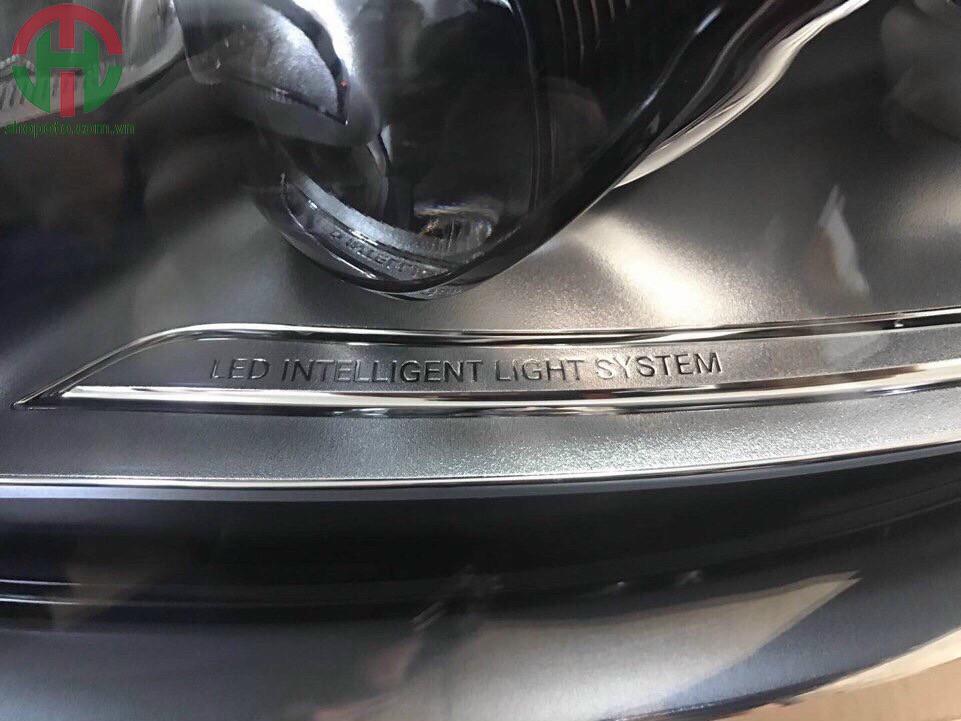 shopoto.com.vn
LED INTELLIGENT LIGHT SYSTEM